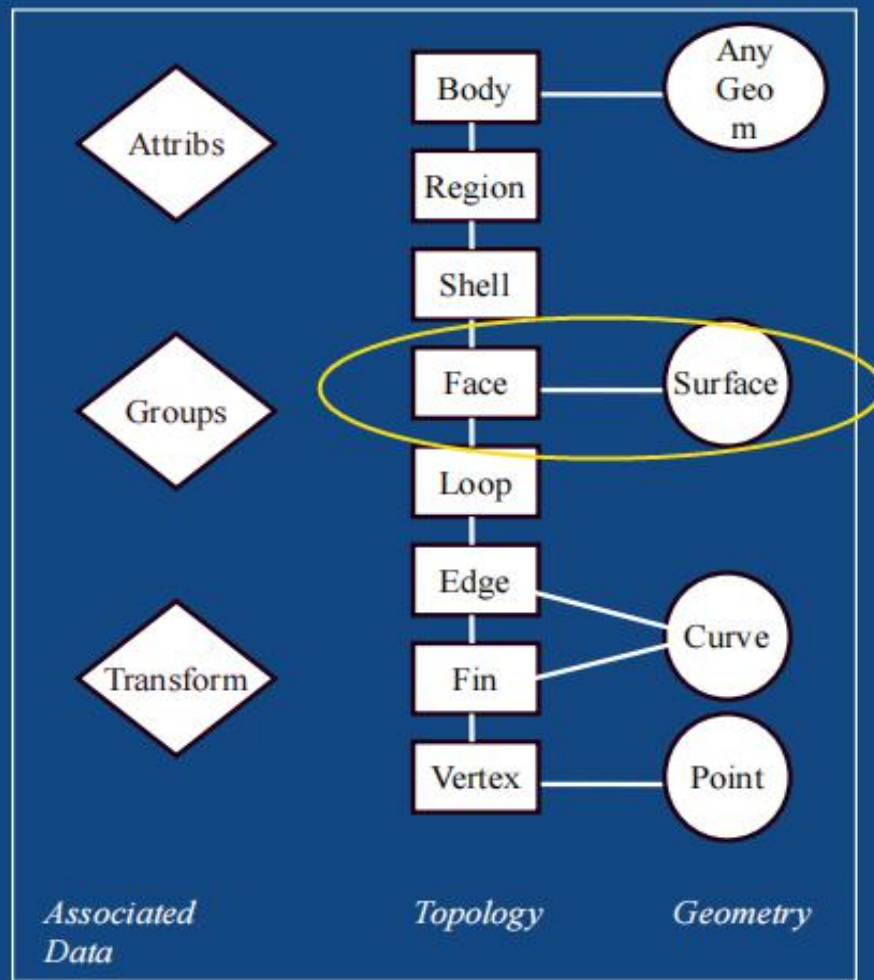 Attribs
Groups
Transform
Associated
Data
Body
Region
Shell
Face
Loop
Edge
Fin
Vertex
Topology
Any
Geo
m
Surface
Curve
Point
Geometry